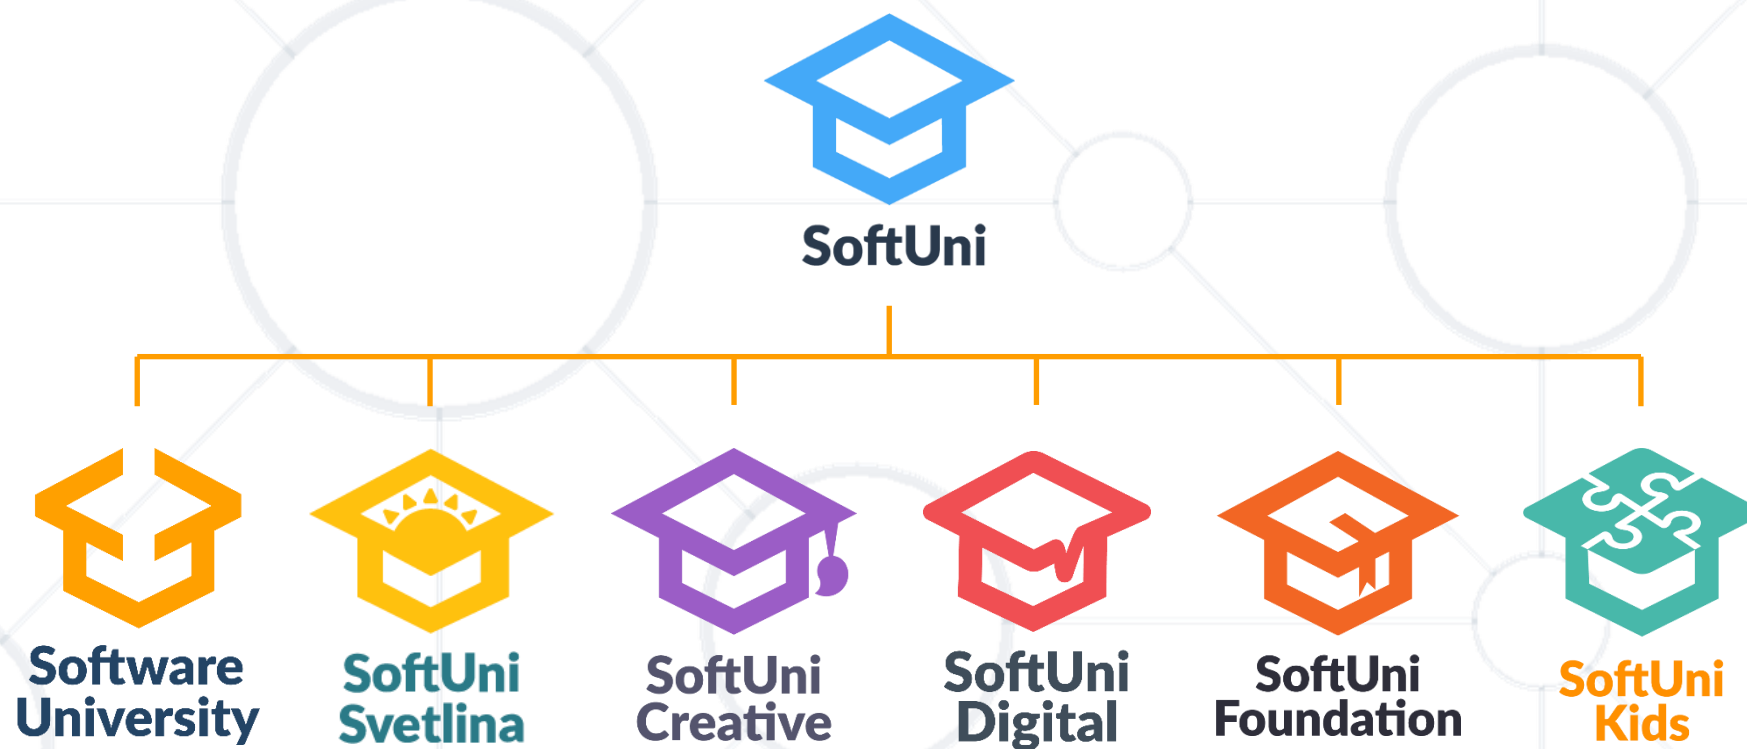 SoftUni
Software
University
SoftUni
Svetlina
SoftUni
Creative
SoftUni
Digital
SoftUni
Foundation
SoftUni
Kids